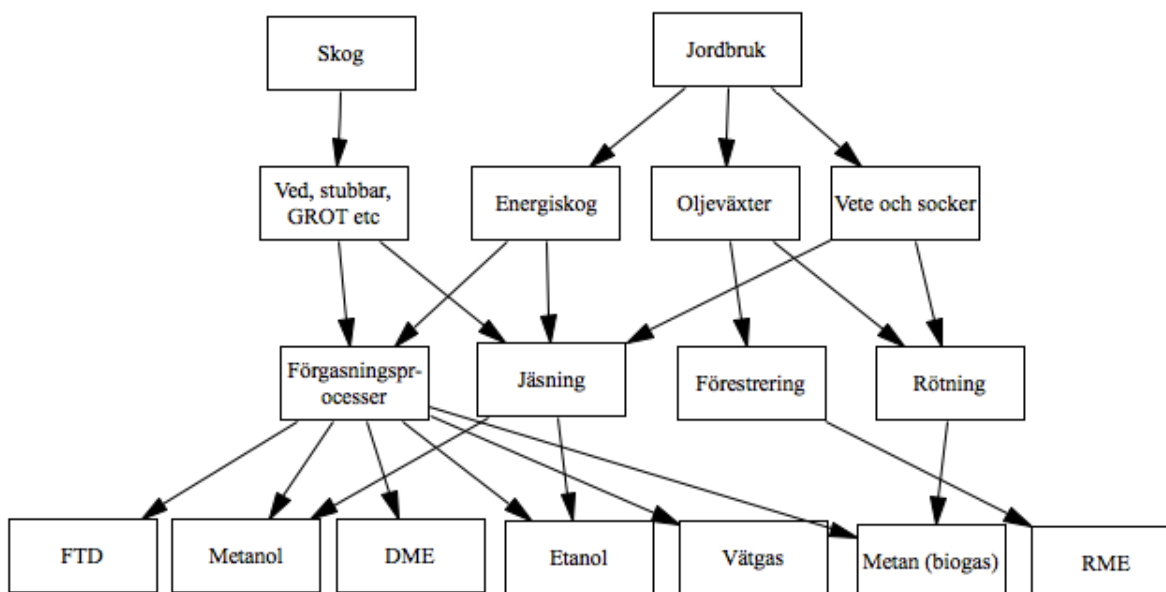 Skog
Jordbruk
Ved, stubbar,
GROT etc
Energiskog
Oljeväxter
Vete och socker
Förgasningspr-
ocesser
Jäsning
Förestrering
Rötning
FTD
Metanol
DME
Etanol
Vätgas
Metan (biogas)
RME